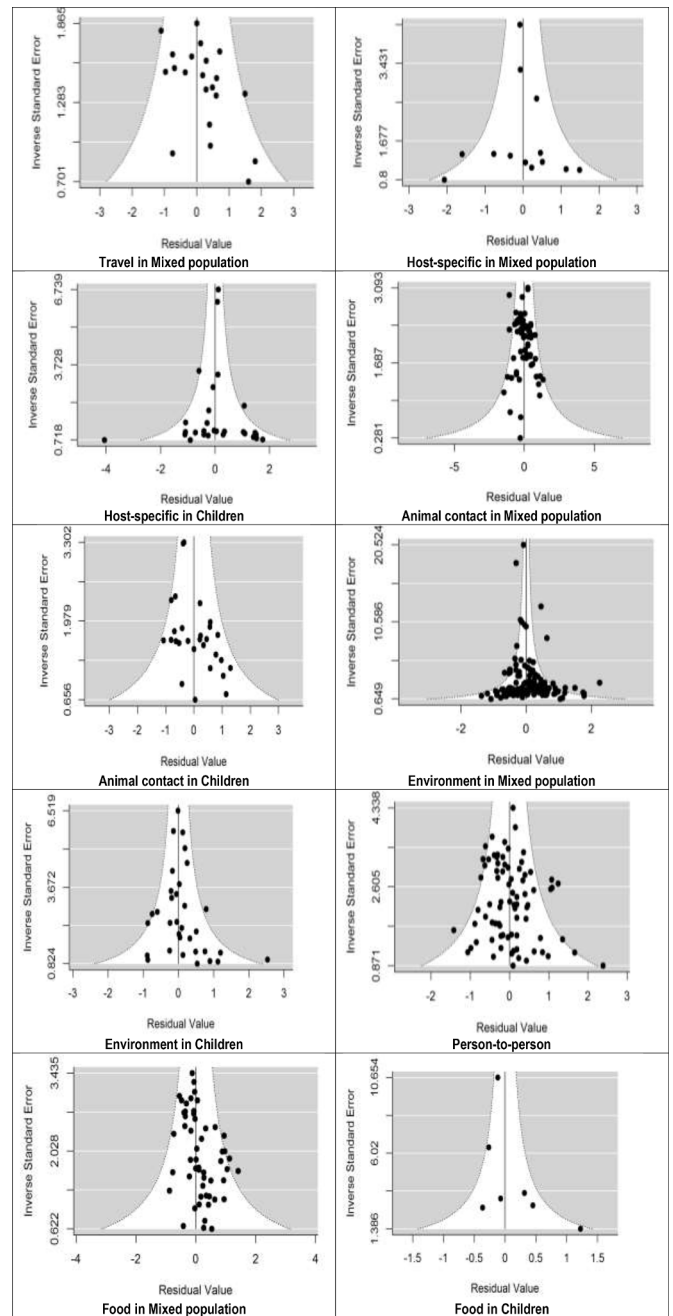 Inverse Standard Error
1.865
1.283
0.701
-3 -2 -1 0 1 2 3
Residual Value
Travel in Mixed population
Inverse Standard Error
3.431
1.677
0.8
-3 -2 -1 0 1 2 3
Residual Value
Host-specific in Mixed population
Inverse Standard Error
6.739
3.728
0.718
-4 -2 0 2
Residual Value
Host-specific in Children
Inverse Standard Error
3.093
1.687
0.281
-5 0 5
Residual Value
Animal contact in Mixed population
Inverse Standard Error
3.302
1.979
0.656
-3 -2 -1 0 1 2 3
Residual Value
Animal contact in Children
Inverse Standard Error
20.524
10.586
0.649
-2 0 2
Residual Value
Environment in Mixed population
Inverse Standard Error
6.519
3.672
0.824
-3 -2 -1 0 1 2 3
Residual Value
Environment in Children
Inverse Standard Error
4.338
2.605
0.871
-2 -1 0 1 2 3
Residual Value
Person-to-person
Inverse Standard Error
3.435
2.028
0.622
-4 -2 0 2 4
Residual Value
Food in Mixed population
Inverse Standard Error
10.654
6.02
1.386
-1.5 -1 -0.5 0 0.5 1 1.5
Residual Value
Food in Children